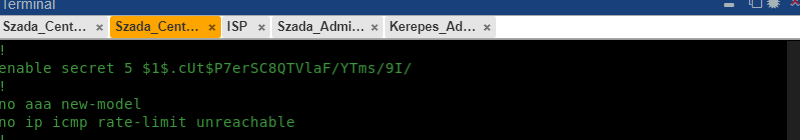 Terminal
Szada_Cent...
Szada_Cent...
ISP
Szada_Admi...
Kerepes_Ad...
!
enable secret 5 $1$.cUt$P7erSC8QTVlaF/YTms/9I/
!
no aaa new-model
no ip icmp rate-limit unreachable
!